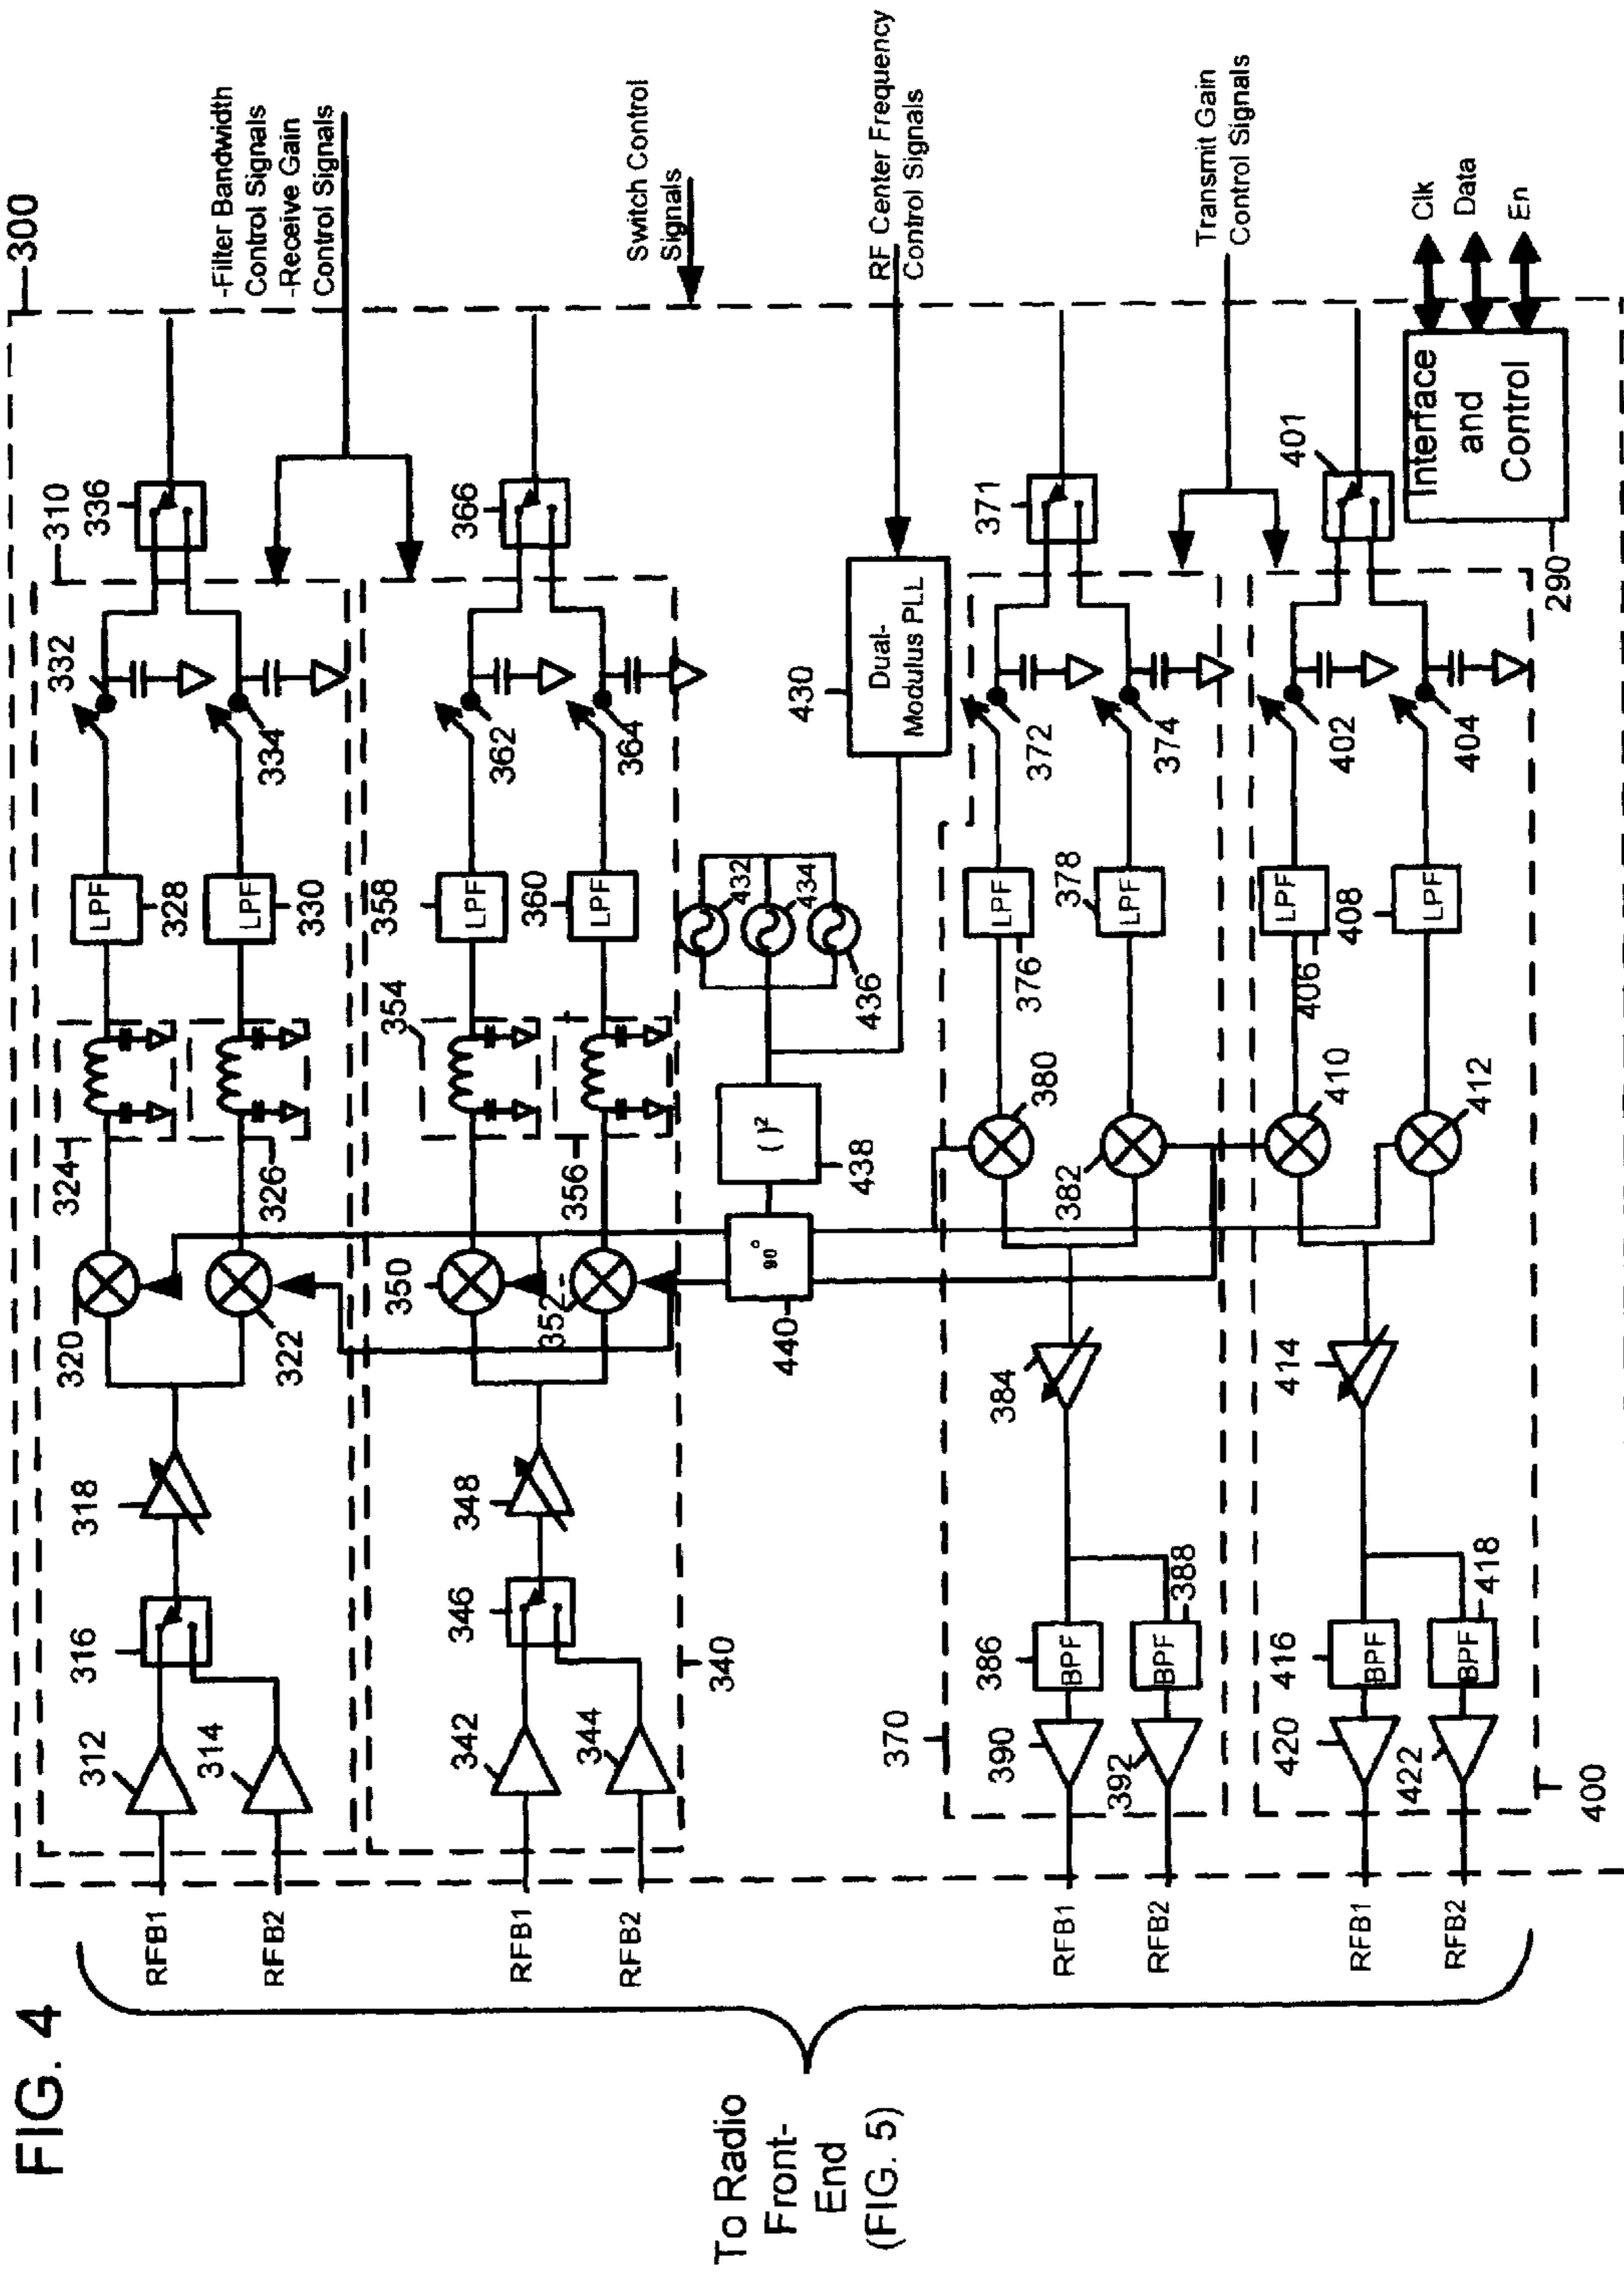 FIG. 4
300
-Filter Bandwidth
Control Signals
-Receive Gain
Control Signals
Switch Control
Signals
RF Center Frequency
Control Signals
Transmit Gain
Control Signals
Clk
Data
En
Interface
and
Control
290
To Radio
Front-
End
(FIG. 5)
RFB1
RFB2
312
314
316
318
320
322
324
326
LPF
328
LPF
330
332
334
310
336
RFB1
RFB2
342
344
346
348
340
350
352
354
356
358
LPF
360
LPF
362
364
366
440
90°
438
( )²
432
434
436
430
Dual-
Modulus PLL
RFB1
RFB2
370
390
392
386
BPF
388
BPF
384
380
382
LPF
376
378
LPF
372
374
371
RFB1
RFB2
400
420
422
416
BPF
418
BPF
414
410
412
LPF
406
408
LPF
402
404
401